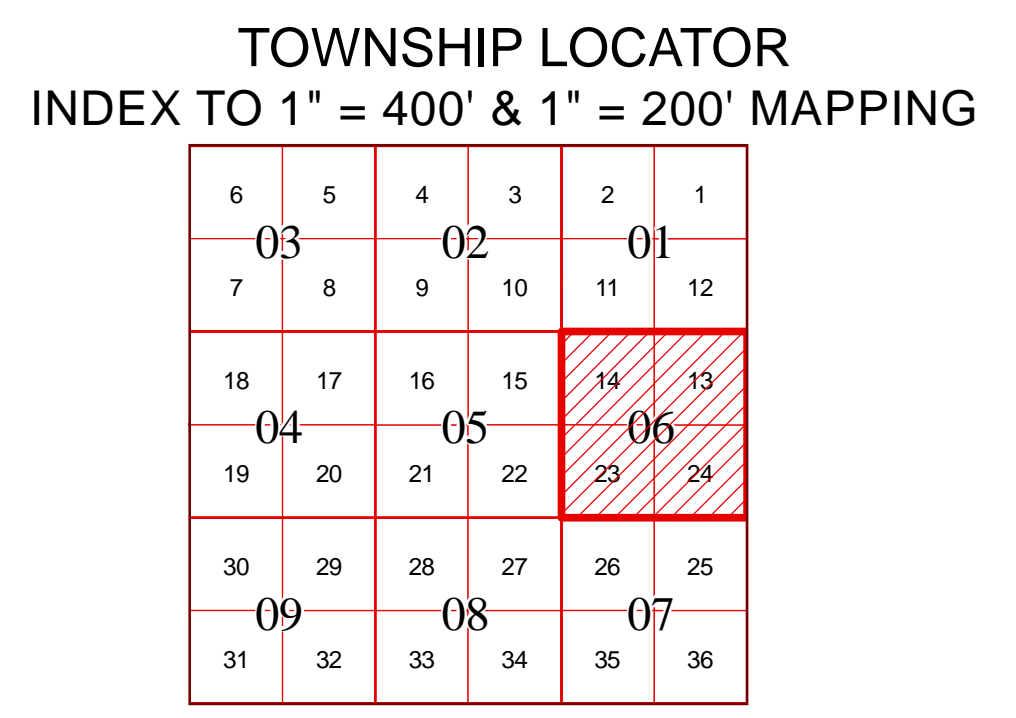 TOWNSHIP LOCATOR
INDEX TO 1" = 400' & 1" = 200' MAPPING
6 5 4 3 2 1
03 02 01
7 8 9 10 11 12
18 17 16 15 14 13
04 05 06
19 20 21 22 23 24
30 29 28 27 26 25
09 08 07
31 32 33 34 35 36